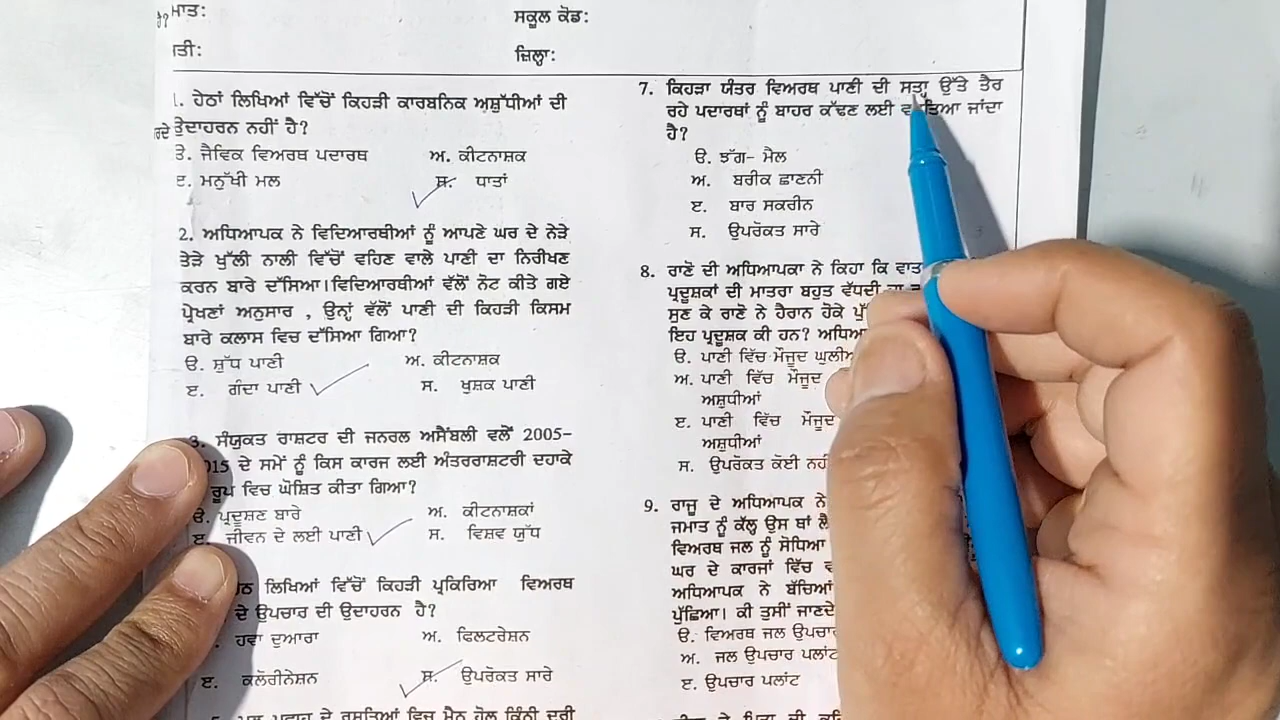 ਸਕੂਲ ਕੋਡ:
ਜ਼ਿਲ੍ਹਾ:
1. ਹੇਠਾਂ ਲਿਖਿਆਂ ਵਿੱਚੋਂ ਕਿਹੜੀ ਕਾਰਬਨਿਕ ਅਸ਼ੁੱਧੀਆਂ ਦੀ
ਉਦਾਹਰਨ ਨਹੀਂ ਹੈ?
ੳ. ਜੈਵਿਕ ਵਿਅਰਥ ਪਦਾਰਥ ਅ. ਕੀਟਨਾਸ਼ਕ
ੲ. ਮਨੁੱਖੀ ਮਲ ਸ. ਧਾਤਾਂ
2. ਅਧਿਆਪਕ ਨੇ ਵਿਦਿਆਰਥੀਆਂ ਨੂੰ ਆਪਣੇ ਘਰ ਦੇ ਨੇੜੇ
ਤੇੜੇ ਖੁੱਲੀ ਨਾਲੀ ਵਿੱਚੋਂ ਵਹਿਣ ਵਾਲੇ ਪਾਣੀ ਦਾ ਨਿਰੀਖਣ
ਕਰਨ ਬਾਰੇ ਦੱਸਿਆ।ਵਿਦਿਆਰਥੀਆਂ ਵੱਲੋਂ ਨੋਟ ਕੀਤੇ ਗਏ
ਪ੍ਰੇਖਣਾਂ ਅਨੁਸਾਰ , ਉਨ੍ਹਾਂ ਵੱਲੋਂ ਪਾਣੀ ਦੀ ਕਿਹੜੀ ਕਿਸਮ
ਬਾਰੇ ਕਲਾਸ ਵਿਚ ਦੱਸਿਆ ਗਿਆ?
ੳ. ਸ਼ੁੱਧ ਪਾਣੀ ਅ. ਕੀਟਨਾਸ਼ਕ
ੲ. ਗੰਦਾ ਪਾਣੀ ਸ. ਖੁਸ਼ਕ ਪਾਣੀ
3. ਸੰਯੁਕਤ ਰਾਸ਼ਟਰ ਦੀ ਜਨਰਲ ਅਸੈਂਬਲੀ ਵਲੋਂ 2005-
ਦੇ ਸਮੇਂ ਨੂੰ ਕਿਸ ਕਾਰਜ ਲਈ ਅੰਤਰਰਾਸ਼ਟਰੀ ਦਹਾਕੇ
ਰੂਪ ਵਿਚ ਘੋਸ਼ਿਤ ਕੀਤਾ ਗਿਆ?
ੳ. ਪ੍ਰਦੂਸ਼ਣ ਬਾਰੇ ਅ. ਕੀਟਨਾਸ਼ਕਾਂ
ੲ. ਜੀਵਨ ਦੇ ਲਈ ਪਾਣੀ ਸ. ਵਿਸ਼ਵ ਯੁੱਧ
ਲਿਖਿਆਂ ਵਿੱਚੋਂ ਕਿਹੜੀ ਪ੍ਰਕਿਰਿਆ ਵਿਅਰਥ
ਦੇ ਉਪਚਾਰ ਦੀ ਉਦਾਹਰਨ ਹੈ?
ਹਵਾ ਦੁਆਰਾ ਅ. ਫਿਲਟਰੇਸ਼ਨ
ੲ. ਕਲੋਰੀਨੇਸ਼ਨ ਸ. ਉਪਰੋਕਤ ਸਾਰੇ
7. ਕਿਹੜਾ ਯੰਤਰ ਵਿਅਰਥ ਪਾਣੀ ਦੀ ਸਤ੍ਹਾ ਉੱਤੇ ਤੈਰ
ਰਹੇ ਪਦਾਰਥਾਂ ਨੂੰ ਬਾਹਰ ਕੱਢਣ ਲਈ ਜਾਂਦਾ
ਹੈ?
ੳ. ਝੱਗ- ਮੈਲ
ਅ. ਬਰੀਕ ਛਾਣਨੀ
ੲ. ਬਾਰ ਸਕਰੀਨ
ਸ. ਉਪਰੋਕਤ ਸਾਰੇ
8. ਰਾਣੋ ਦੀ ਅਧਿਆਪਕਾ ਨੇ ਕਿਹਾ ਕਿ
ਪ੍ਰਦੂਸ਼ਕਾਂ ਦੀ ਮਾਤਰਾ ਬਹੁਤ ਵੱਧਦੀ ਜਾ
ਸੁਣ ਕੇ ਰਾਣੋ ਨੇ ਹੈਰਾਨ ਹੋਕੇ
ਇਹ ਪ੍ਰਦੂਸ਼ਕ ਕੀ ਹਨ?
ੳ. ਪਾਣੀ ਵਿੱਚ ਮੌਜੂਦ
ਅ. ਪਾਣੀ ਵਿੱਚ ਮੌਜੂਦ
ਅਸ਼ੁਧੀਆਂ
ੲ. ਪਾਣੀ ਵਿੱਚ ਮੌਜੂਦ
ਅਸ਼ੁਧੀਆਂ
ਸ. ਉਪਰੋਕਤ ਕੋਈ
9. ਰਾਜੂ ਦੇ ਅਧਿਆਪਕ ਨੇ
ਜਮਾਤ ਨੂੰ ਕੱਲ੍ਹ ਉਸ ਥਾਂ
ਵਿਅਰਥ ਜਲ ਨੂੰ ਸੋਧਿਆ
ਘਰ ਦੇ ਕਾਰਜਾਂ ਵਿੱਚ
ਅਧਿਆਪਕ ਨੇ ਬੱਚਿਆਂ
ਪੁੱਛਿਆ। ਕੀ ਤੁਸੀਂ ਜਾਣਦੇ
ੳ. ਵਿਅਰਥ ਜਲ
ਅ. ਜਲ ਉਪਚਾਰ ਪਲਾਂਟ
ੲ. ਉਪਚਾਰ ਪਲਾਂਟ